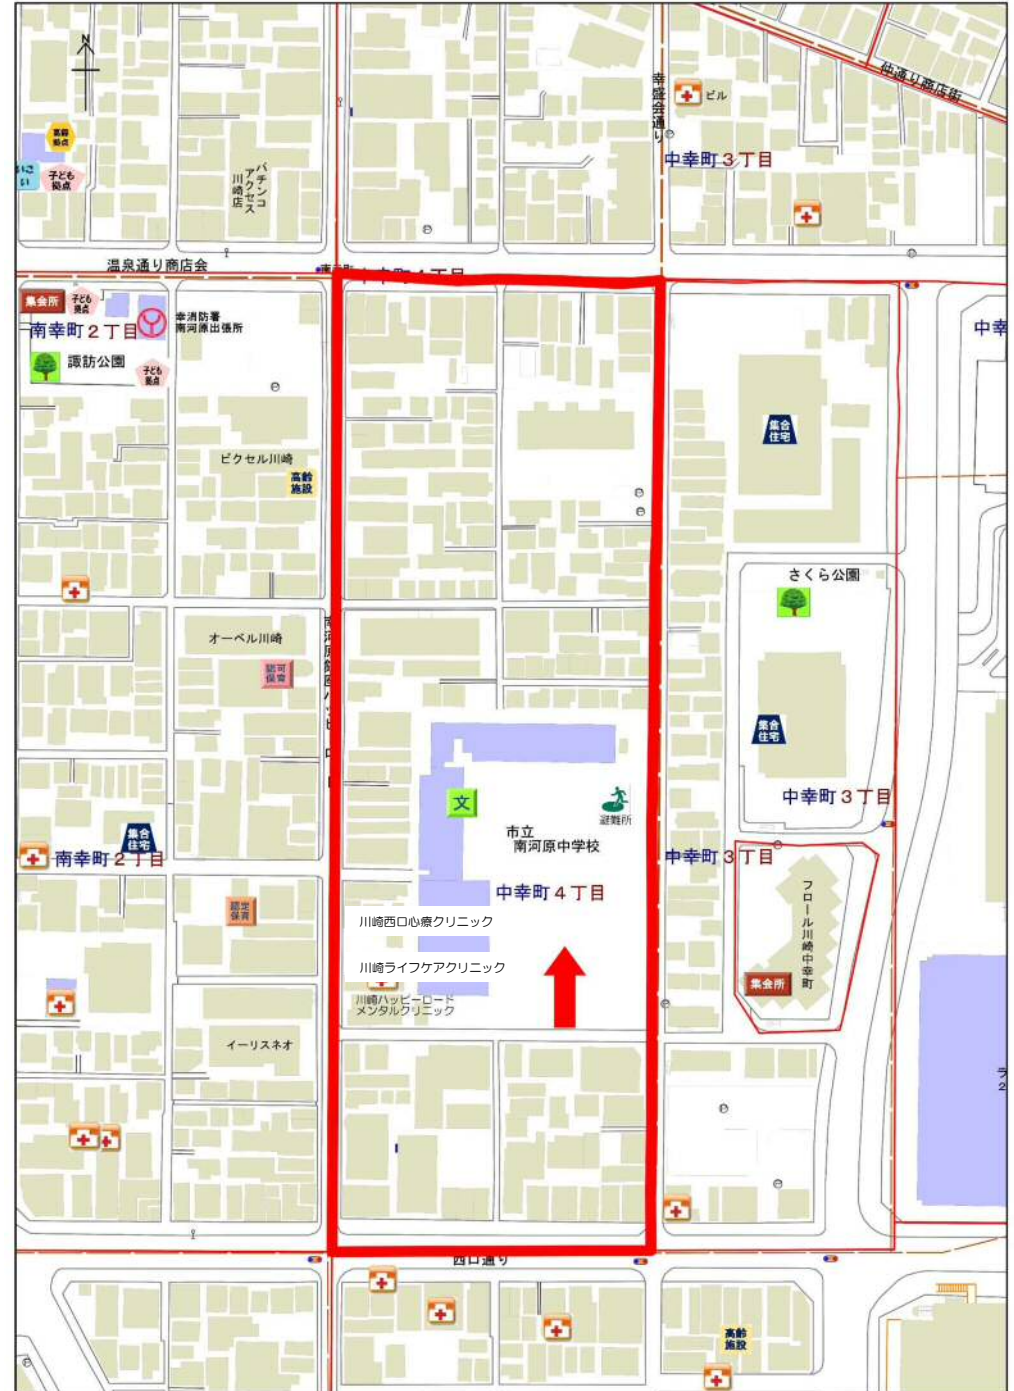 N
幸盛会通り
ビル
仲通り商店街
中幸町3丁目
高齢
拠点
いこ
い
子ども
拠点
パチンコ
アクセス
川崎店
温泉通り商店会
集会所
子ども
拠点
南幸町2丁目
幸消防署
南河原出張所
諏訪公園
子ども
拠点
中幸
集合
住宅
ピクセル川崎
高齢
施設
さくら公園
オーベル川崎
認可
保育
集合
住宅
文
避難所
市立
南河原中学校
中幸町3丁目
集合
住宅
南幸町2丁目
中幸町3丁目
中幸町4丁目
認定
保育
川崎西口心療クリニック
フロール川崎中幸町
川崎ライフケアクリニック
集会所
川崎ハッピーロード
メンタルクリニック
イーリスネオ
ラ
2
西口通り
高齢
施設